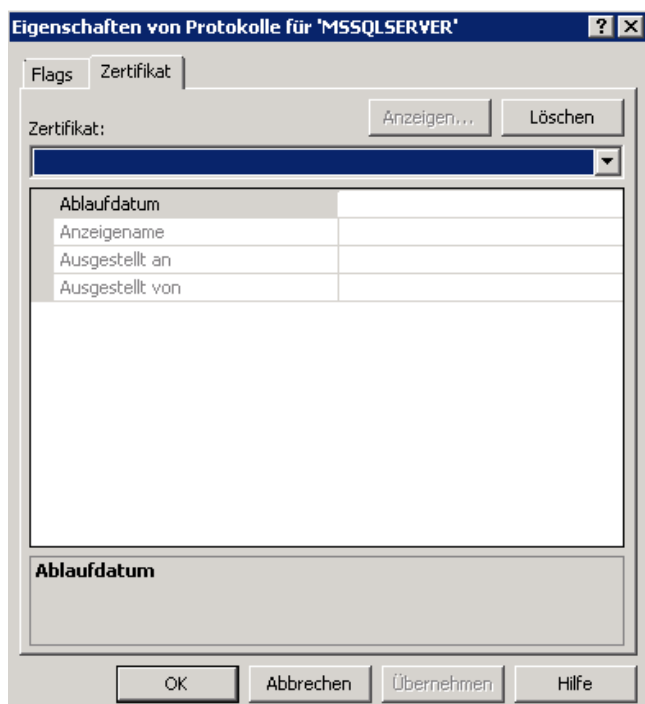 Eigenschaften von Protokolle für 'MSSQLSERVER'
Flags Zertifikat
Anzeigen... Löschen
Zertifikat:
Ablaufdatum
Anzeigename
Ausgestellt an
Ausgestellt von
Ablaufdatum
OK Abbrechen Übernehmen Hilfe